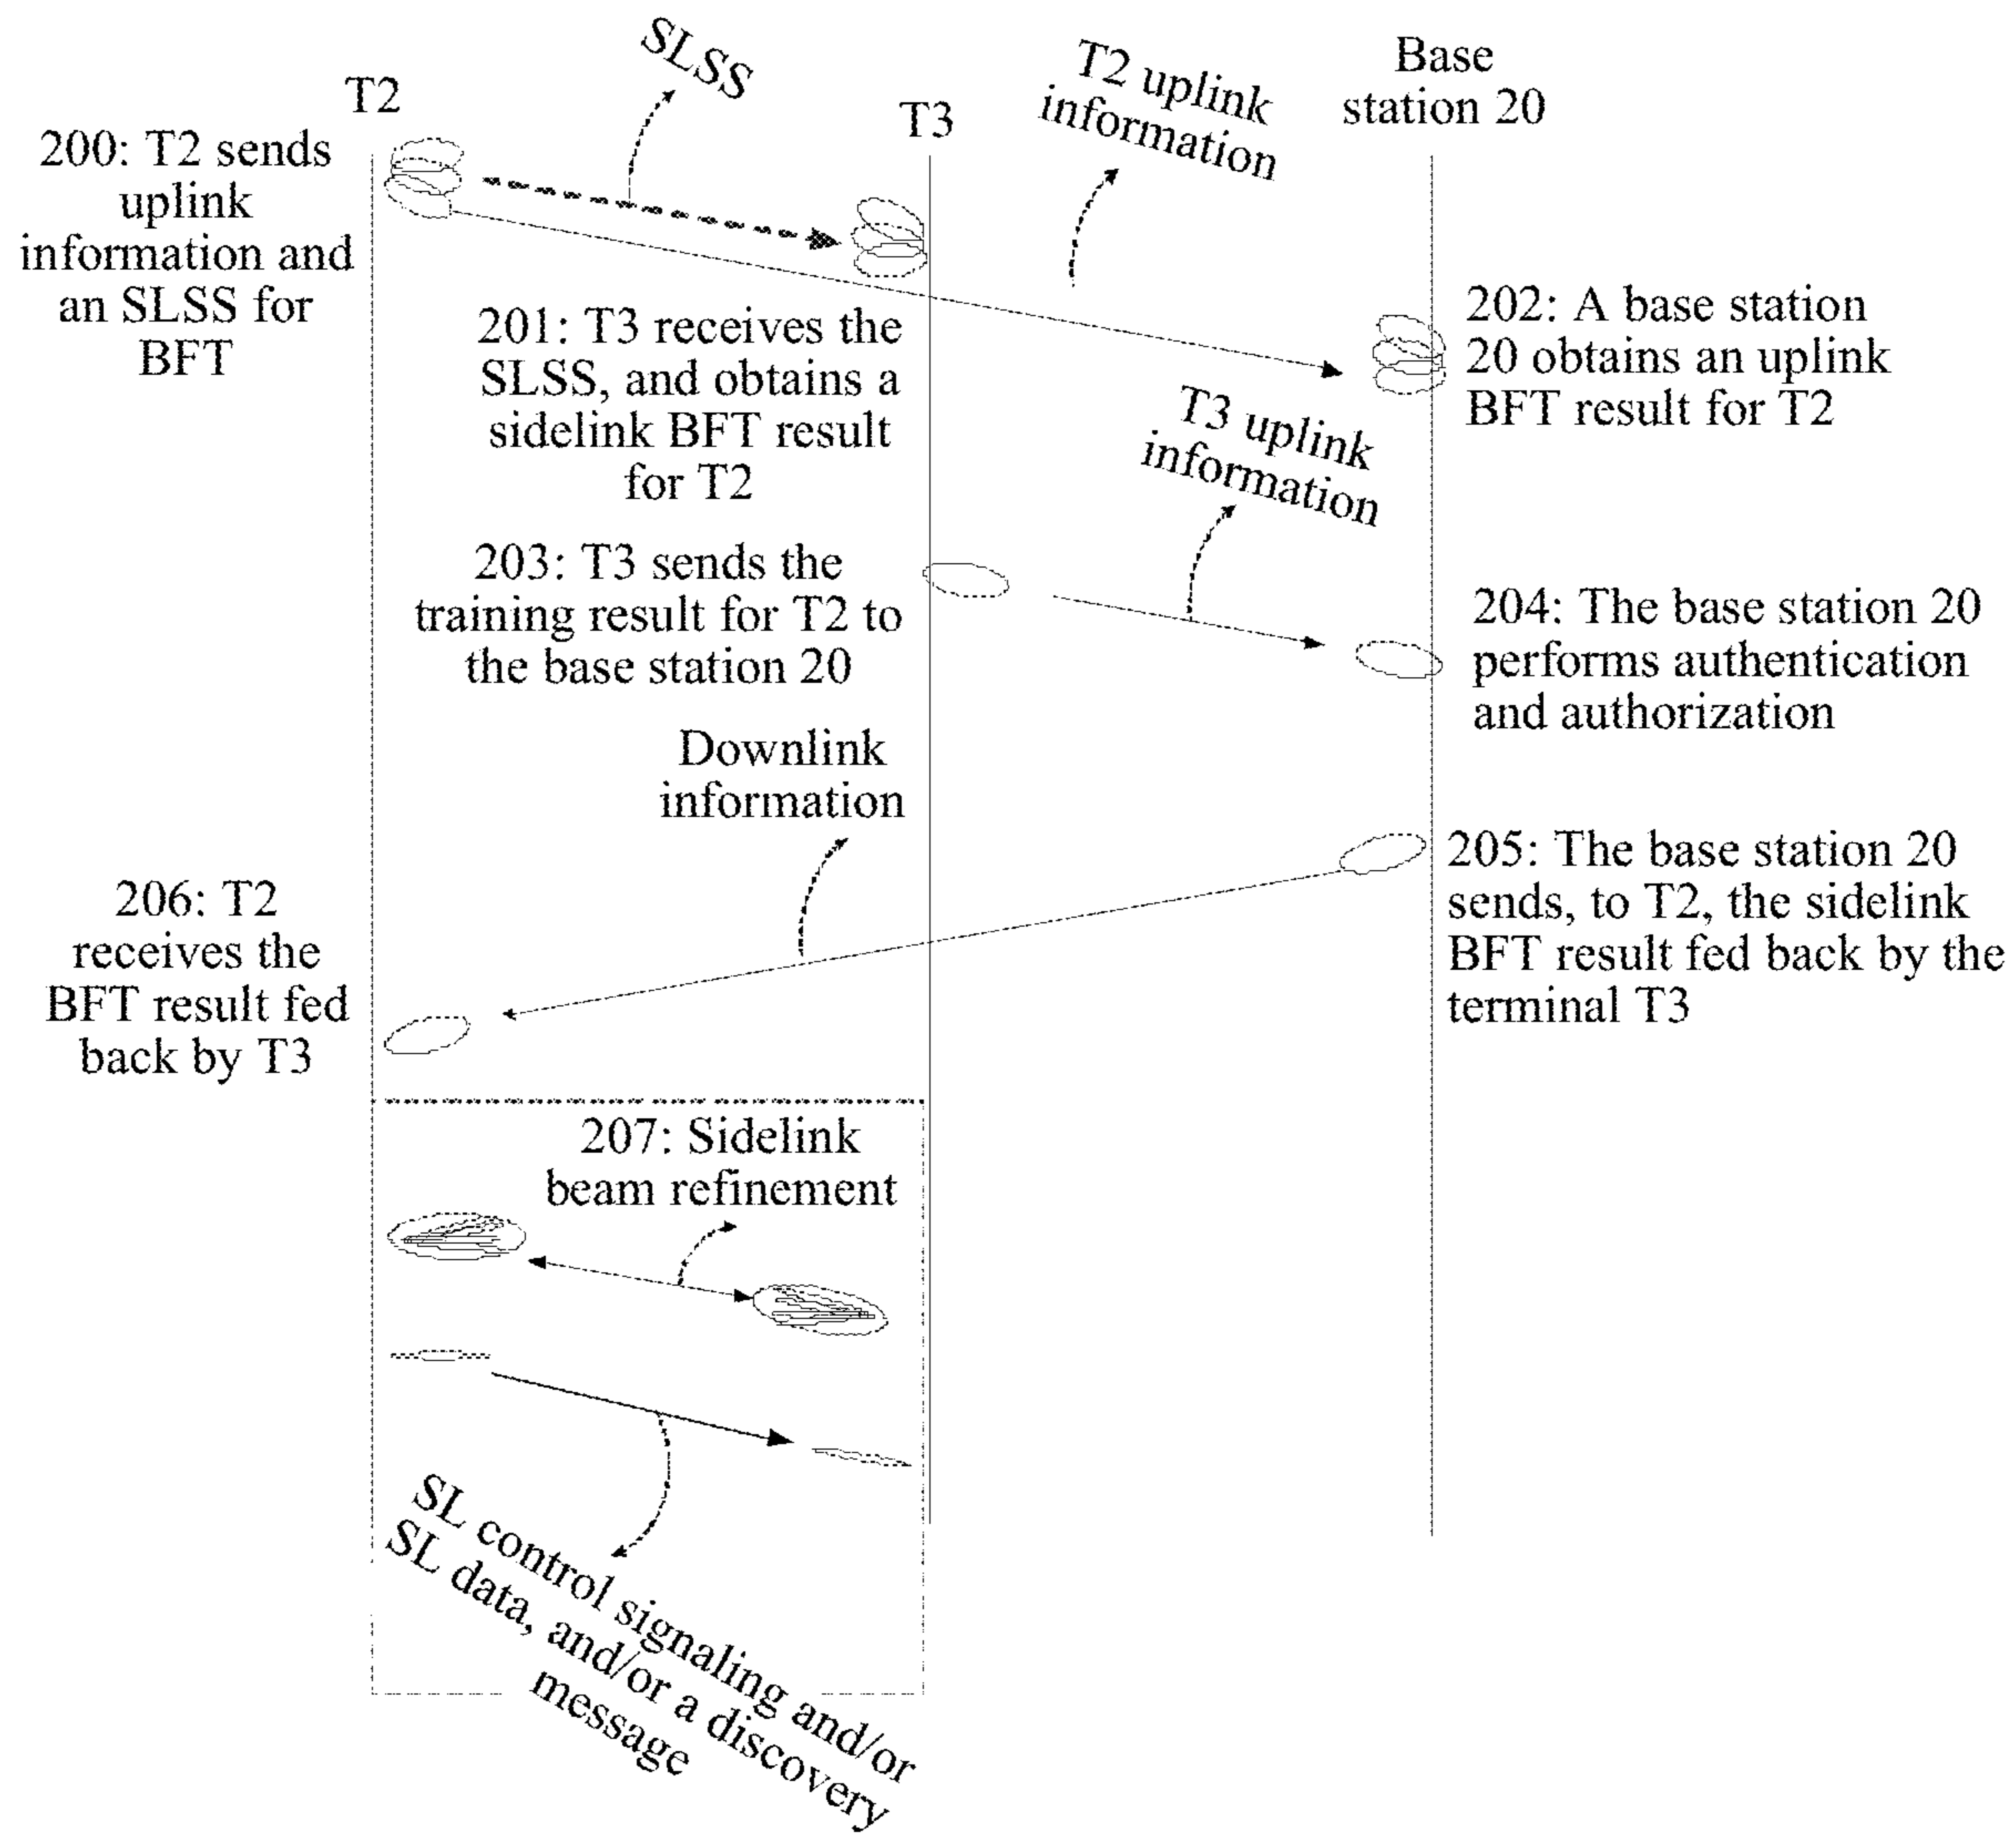 SLSS
T2 uplink
information
Base
station 20
T2
T3
200: T2 sends
uplink
information and
an SLSS for
BFT
201: T3 receives the
SLSS, and obtains a
sidelink BFT result
for T2
202: A base station
20 obtains an uplink
BFT result for T2
T3 uplink
information
203: T3 sends the
training result for T2 to
the base station 20
204: The base station 20
performs authentication
and authorization
Downlink
information
205: The base station 20
sends, to T2, the sidelink
BFT result fed back by the
terminal T3
206: T2
receives the
BFT result fed
back by T3
207: Sidelink
beam refinement
SL control signaling and/or
SL data, and/or a discovery
message